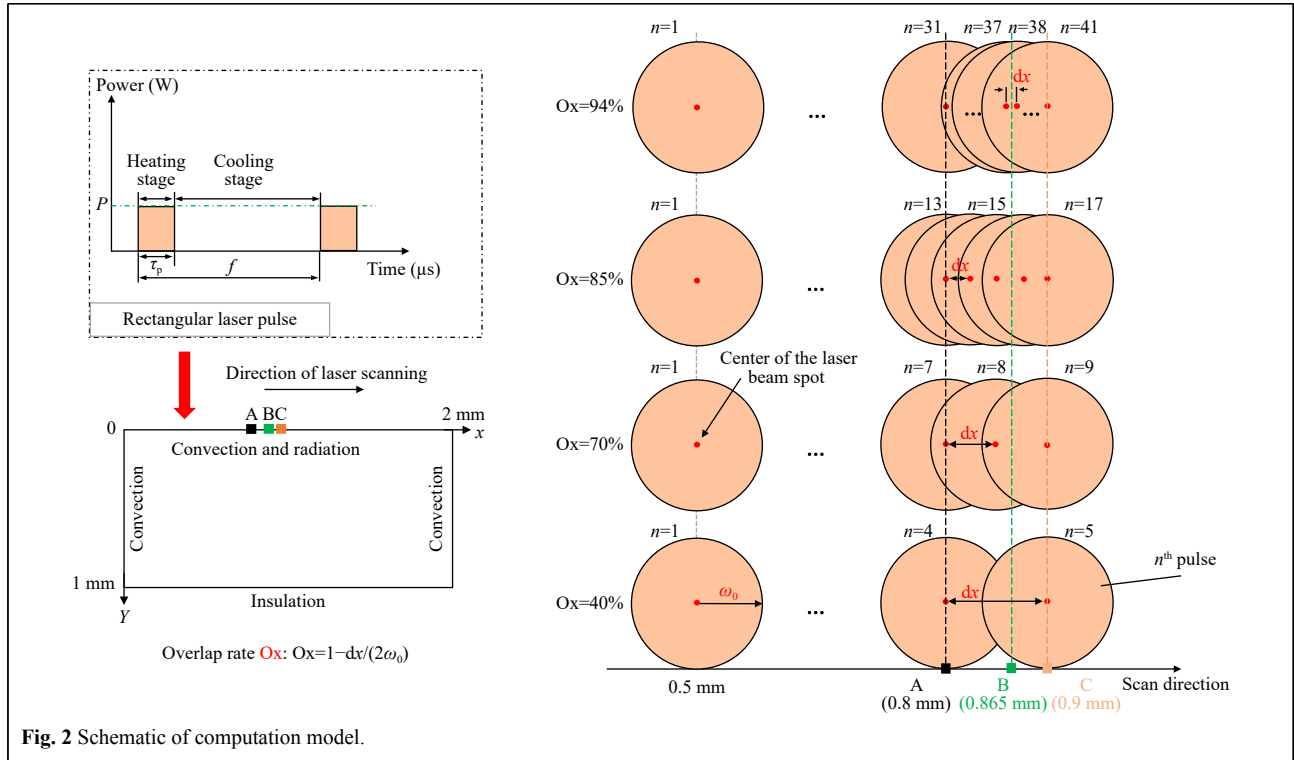 Power (W)
Heating
stage
Cooling
stage
P
τp
f
Time (µs)
Rectangular laser pulse
Direction of laser scanning
A BC
2 mm
0
x
Convection and radiation
Convection
Convection
1 mm
Insulation
Y
Overlap rate Ox: Ox=1−dx/(2ω0)
n=1
n=31
n=37
n=38
n=41
dx
Ox=94%
...
...
...
n=1
n=13
n=15
n=17
dx
Ox=85%
...
n=1
Center of the laser
beam spot
n=7
n=8
n=9
dx
Ox=70%
...
n=1
n=4
n=5
nth pulse
ω0
dx
Ox=40%
...
0.5 mm
A
(0.8 mm)
B
(0.865 mm)
C
(0.9 mm)
Scan direction
Fig. 2 Schematic of computation model.